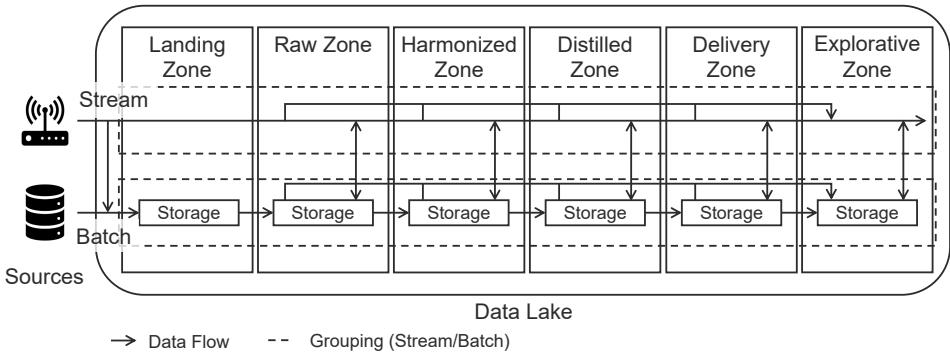 Landing
Zone
Raw Zone
Harmonized
Zone
Distilled
Zone
Delivery
Zone
Explorative
Zone
Stream
Storage
Storage
Storage
Storage
Storage
Storage
Batch
Sources
Data Lake
Data Flow
Grouping (Stream/Batch)